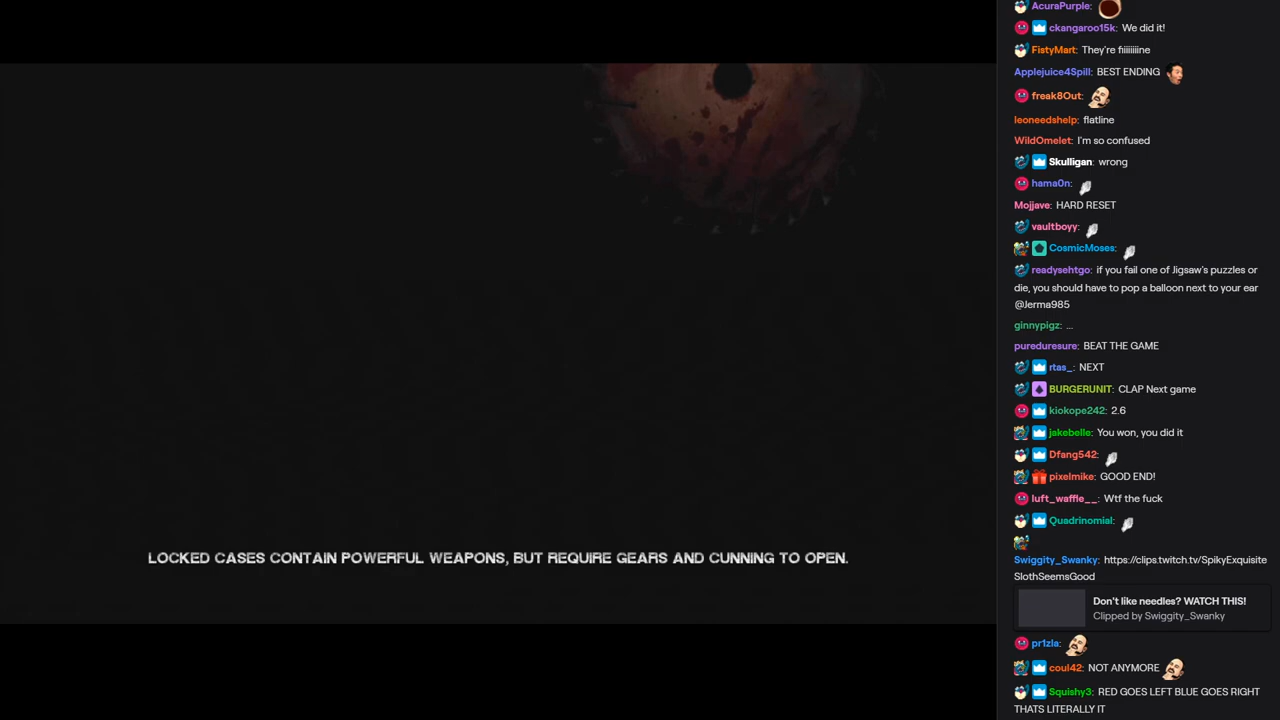 LOCKED CASES CONTAIN POWERFUL WEAPONS, BUT REQUIRE GEARS AND CUNNING TO OPEN.
AcuraPurple:
ckangaroo15k: We did it!
FistyMart: They're fiiiiiiine
Applejuice4Spill: BEST ENDING
freak8Out:
leoneedshelp: flatline
WildOmelet: I'm so confused
Skulligan: wrong
hama0n:
Mojjave: HARD RESET
vaultboyy:
CosmicMoses:
readysehtgo: if you fail one of Jigsaw's puzzles or
die, you should have to pop a balloon next to your ear
@Jerma985
ginnypigz: ...
pureduresure: BEAT THE GAME
rtas_: NEXT
BURGERUNIT: CLAP Next game
kiokope242: 2.6
jakebelle: You won, you did it
Dfang542:
pixelmike: GOOD END!
luft_waffle__: Wtf the fuck
Quadrinomial:
Swiggity_Swanky: https://clips.twitch.tv/SpikyExquisite
SlothSeemsGood
Don't like needles? WATCH THIS!
Clipped by Swiggity_Swanky
pr1zla:
coul42: NOT ANYMORE
Squishy3: RED GOES LEFT BLUE GOES RIGHT
THATS LITERALLY IT